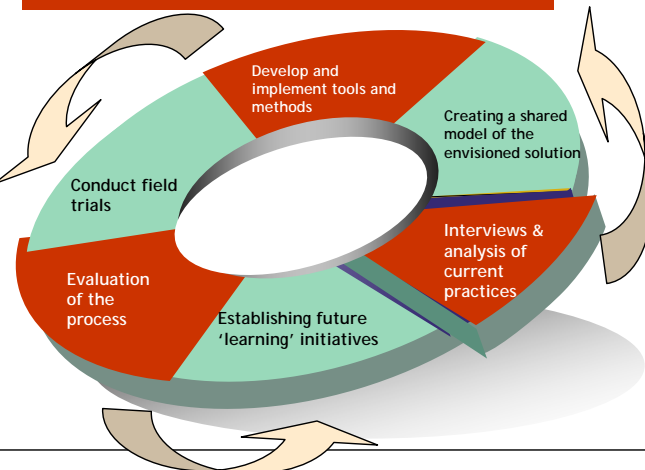 Develop and
implement tools and
methods
Creating a shared
model of the
envisioned solution
Conduct field
trials
Interviews &
analysis of
current
practices
Evaluation
of the
process
Establishing future
‘learning’ initiatives